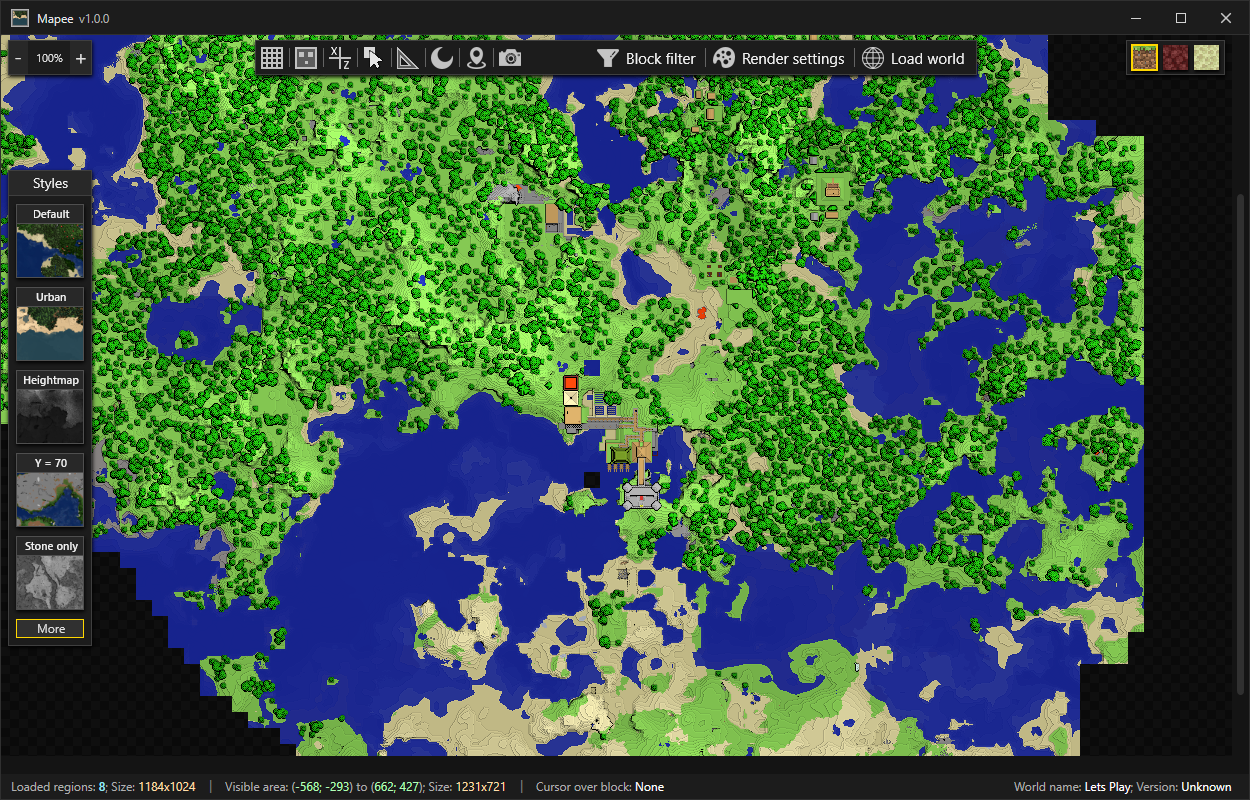 Mapee v1.0.0
- 100% +
X Z
Block filter
Render settings
Load world
Styles
Default
Urban
Heightmap
Y = 70
Stone only
More
Loaded regions: 8; Size: 1184x1024 | Visible area: (-568; -293) to (662; 427); Size: 1231x721 | Cursor over block: None
World name: Lets Play; Version: Unknown